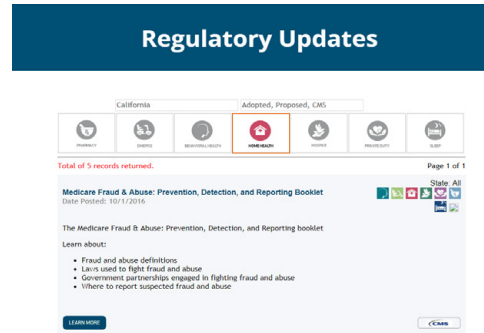 Regulatory Updates
California Adopted, Proposed, CMS
PHARMACY DMEPOS BEHAVIORAL HEALTH HOME HEALTH HOSPICE PRIVATE DUTY SLEEP
Total of 5 records returned. Page 1 of 1
State: All
Medicare Fraud & Abuse: Prevention, Detection, and Reporting Booklet
Date Posted: 10/1/2016
The Medicare Fraud & Abuse: Prevention, Detection, and Reporting booklet
Learn about:
• Fraud and abuse definitions
• Laws used to fight fraud and abuse
• Government partnerships engaged in fighting fraud and abuse
• Where to report suspected fraud and abuse
LEARN MORE CMS